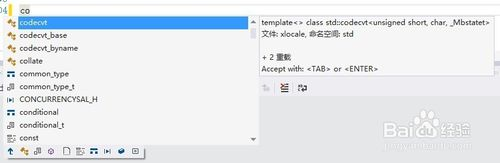 04
co
codecvt
codecvt_base
codecvt_byname
collate
common_type
common_type_t
CONCURRENCYSAL_H
conditional
conditional_t
const
template<> class std::codecvt<unsigned short, char, _Mbstatet>
文件: xlocale, 命名空间: std
+ 2 重载
Accept with: <TAB> or <ENTER>
Baidu 经验
jingyan.baidu.com